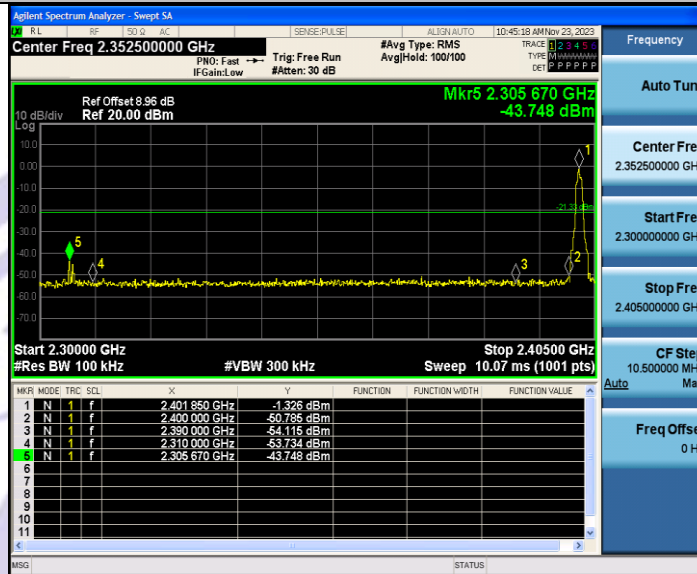 Agilent Spectrum Analyzer - Swept SA
RL RF 50 Ω AC SENSE:PULSE ALIGN AUTO 10:45:18 AM Nov 23, 2023
Center Freq 2.352500000 GHz #Avg Type: RMS TRACE 1 2 3 4 5 6
PNO: Fast Trig: Free Run Avg|Hold: 100/100 TYPE M
IFGain:Low #Atten: 30 dB DET P P P P P P
Frequency
Auto Tun
Center Fre
2.352500000 GH
Start Fre
2.300000000 GH
Stop Fre
2.405000000 GH
CF Ste
10.500000 MH
Auto Ma
Freq Offse
0 H
Mkr5 2.305 670 GHz
-43.748 dBm
Ref Offset 8.96 dB
10 dB/div Ref 20.00 dBm
Log
10.0
0.00
-10.0
-20.0
-30.0
-40.0
-50.0
-60.0
-70.0
1
5
4
3
2
Start 2.30000 GHz Stop 2.40500 GHz
#Res BW 100 kHz #VBW 300 kHz Sweep 10.07 ms (1001 pts)
MKR MODE TRC SCL X Y FUNCTION FUNCTION WIDTH FUNCTION VALUE
1 N 1 f 2.401 850 GHz -1.326 dBm
2 N 1 f 2.400 000 GHz -50.785 dBm
3 N 1 f 2.390 000 GHz -54.115 dBm
4 N 1 f 2.310 000 GHz -53.734 dBm
5 N 1 f 2.305 670 GHz -43.748 dBm
6
7
8
9
10
11
MSG STATUS